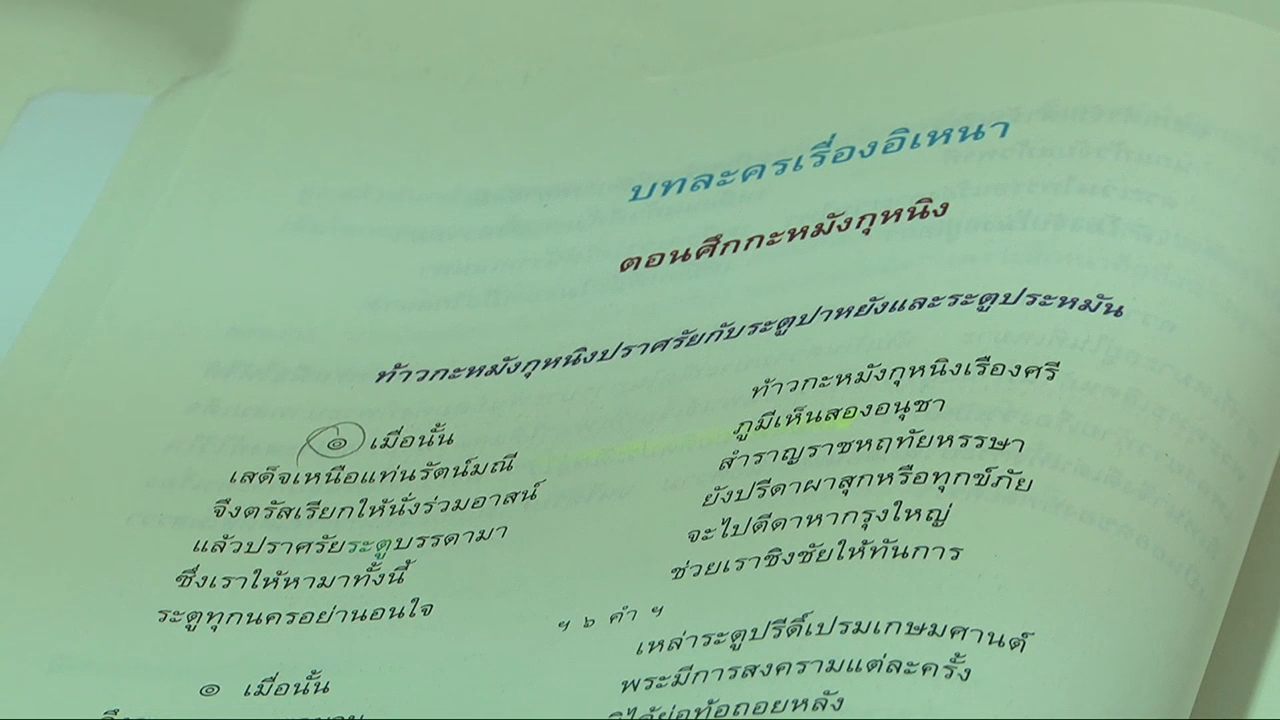 บทละครเรื่องอิเหนา
ตอนศึกกะหมังกุหนิง
ท้าวกะหมังกุหนิงปราศรัยกับระตูปาหยังและระตูประหมัน
๏ เมื่อนั้น ท้าวกะหมังกุหนิงเรืองศรี
เสด็จเหนือแท่นรัตน์มณี ภูมีเห็นสองอนุชา
จึงตรัสเรียกให้นั่งร่วมอาสน์ สำราญราชหฤทัยหรรษา
แล้วปราศรัยระตูบรรดามา ยังปรีดาผาสุกหรือทุกข์ภัย
ซึ่งเราให้หามาทั้งนี้ จะไปตีดาหากรุงใหญ่
ระตูทุกนครอย่านอนใจ ช่วยเราชิงชัยให้ทันการ
ฯ ๖ คำ ฯ
๏ เมื่อนั้น เหล่าระตูปรีดิ์เปรมเกษมศานต์
พระมีการสงครามแต่ละครั้ง
มิได้ย่อท้อถอยหลัง